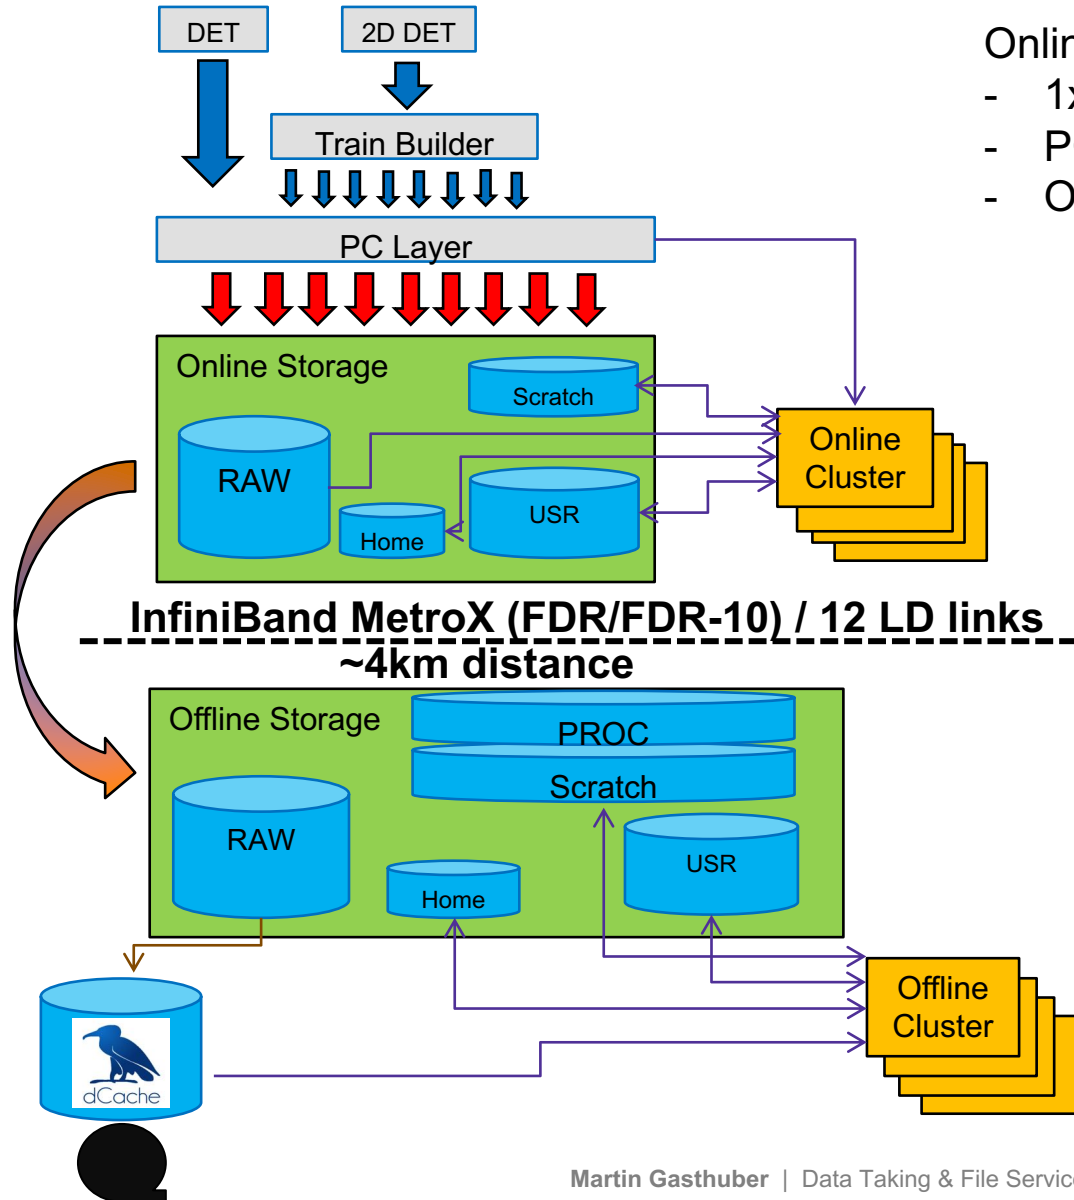 DET
2D DET
Train Builder
PC Layer
Online Storage
Scratch
RAW
Home
USR
Online
Cluster
InfiniBand MetroX (FDR/FDR-10) / 12 LD links
~4km distance
Offline Storage
PROC
Scratch
RAW
Home
USR
Offline
Cluster
dCache
Martin Gasthuber | Data Taking & File Service